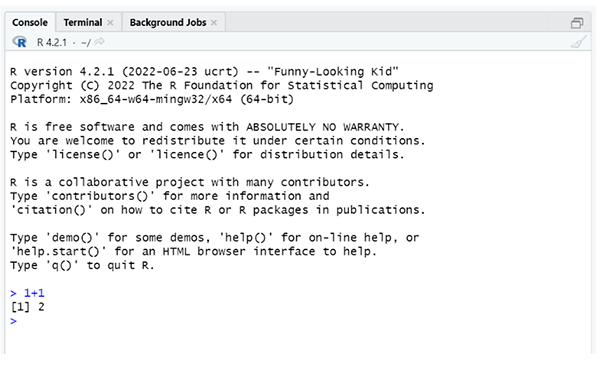 Console Terminal × Background Jobs ×
R R 4.2.1 · ~/
R version 4.2.1 (2022-06-23 ucrt) -- "Funny-Looking Kid"
Copyright (C) 2022 The R Foundation for Statistical Computing
Platform: x86_64-w64-mingw32/x64 (64-bit)
R is free software and comes with ABSOLUTELY NO WARRANTY.
You are welcome to redistribute it under certain conditions.
Type 'license()' or 'licence()' for distribution details.
R is a collaborative project with many contributors.
Type 'contributors()' for more information and
'citation()' on how to cite R or R packages in publications.
Type 'demo()' for some demos, 'help()' for on-line help, or
'help.start()' for an HTML browser interface to help.
Type 'q()' to quit R.
> 1+1
[1] 2
>